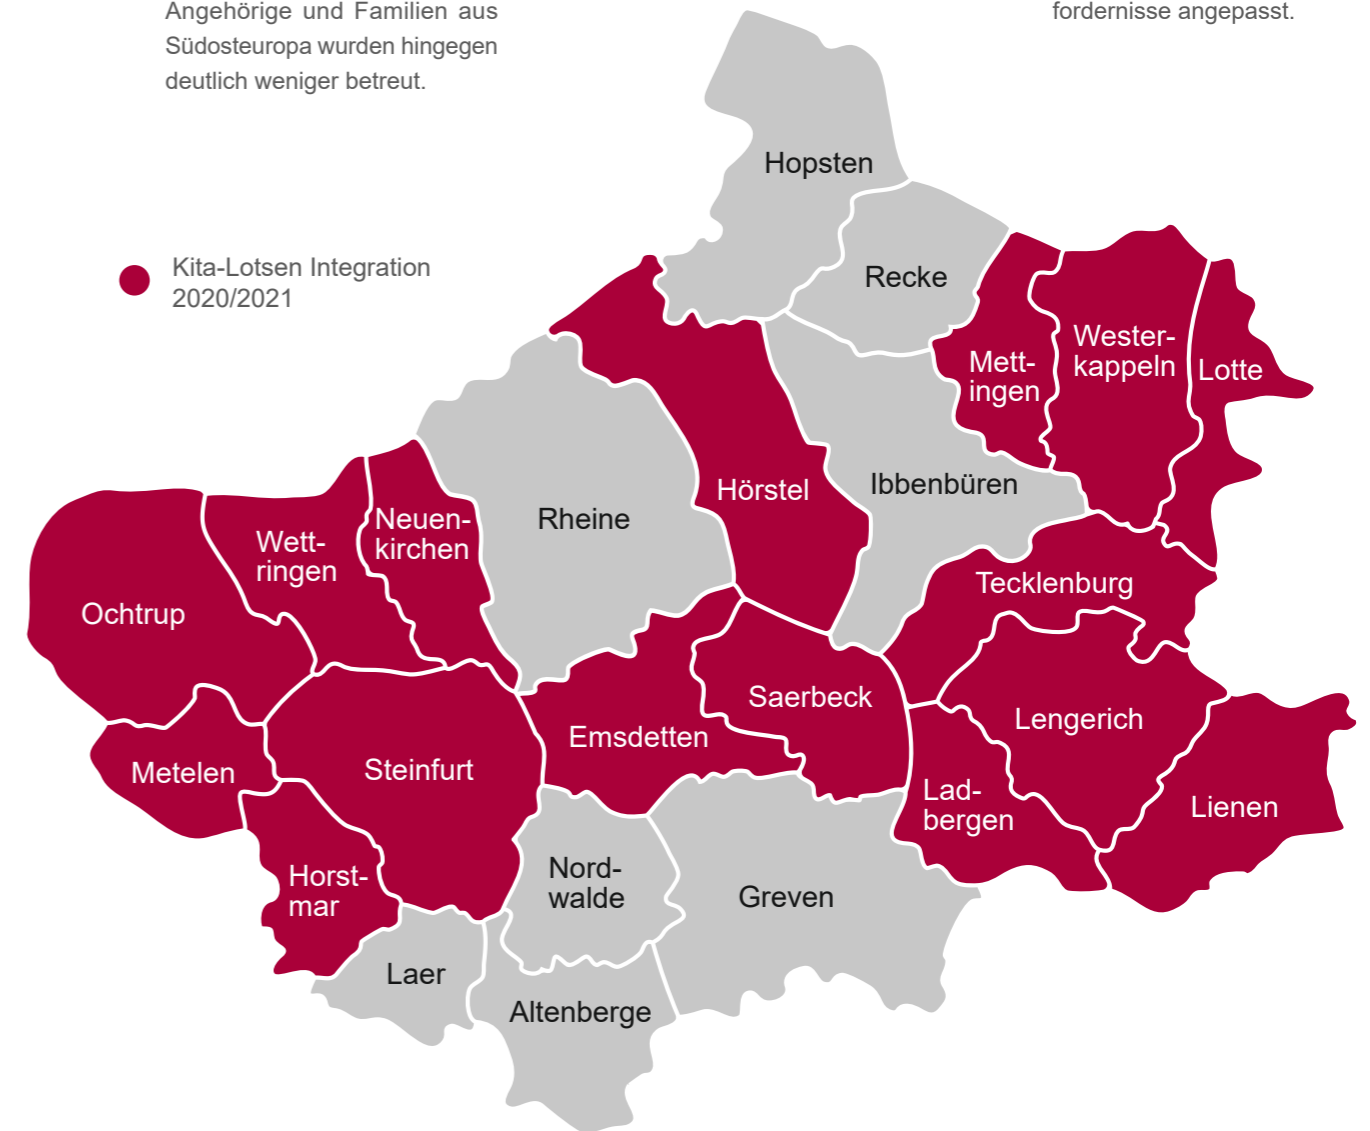 Angehörige und Familien aus
Südosteuropa wurden hingegen
deutlich weniger betreut.
fordernisse angepasst.
Kita-Lotsen Integration
2020/2021
Hopsten
Recke
Mett-
ingen
Wester-
kappeln
Lotte
Hörstel
Ibbenbüren
Rheine
Neuen-
kirchen
Wett-
ringen
Ochtrup
Tecklenburg
Saerbeck
Lengerich
Emsdetten
Steinfurt
Metelen
Lad-
bergen
Lienen
Horst-
mar
Nord-
walde
Greven
Laer
Altenberge